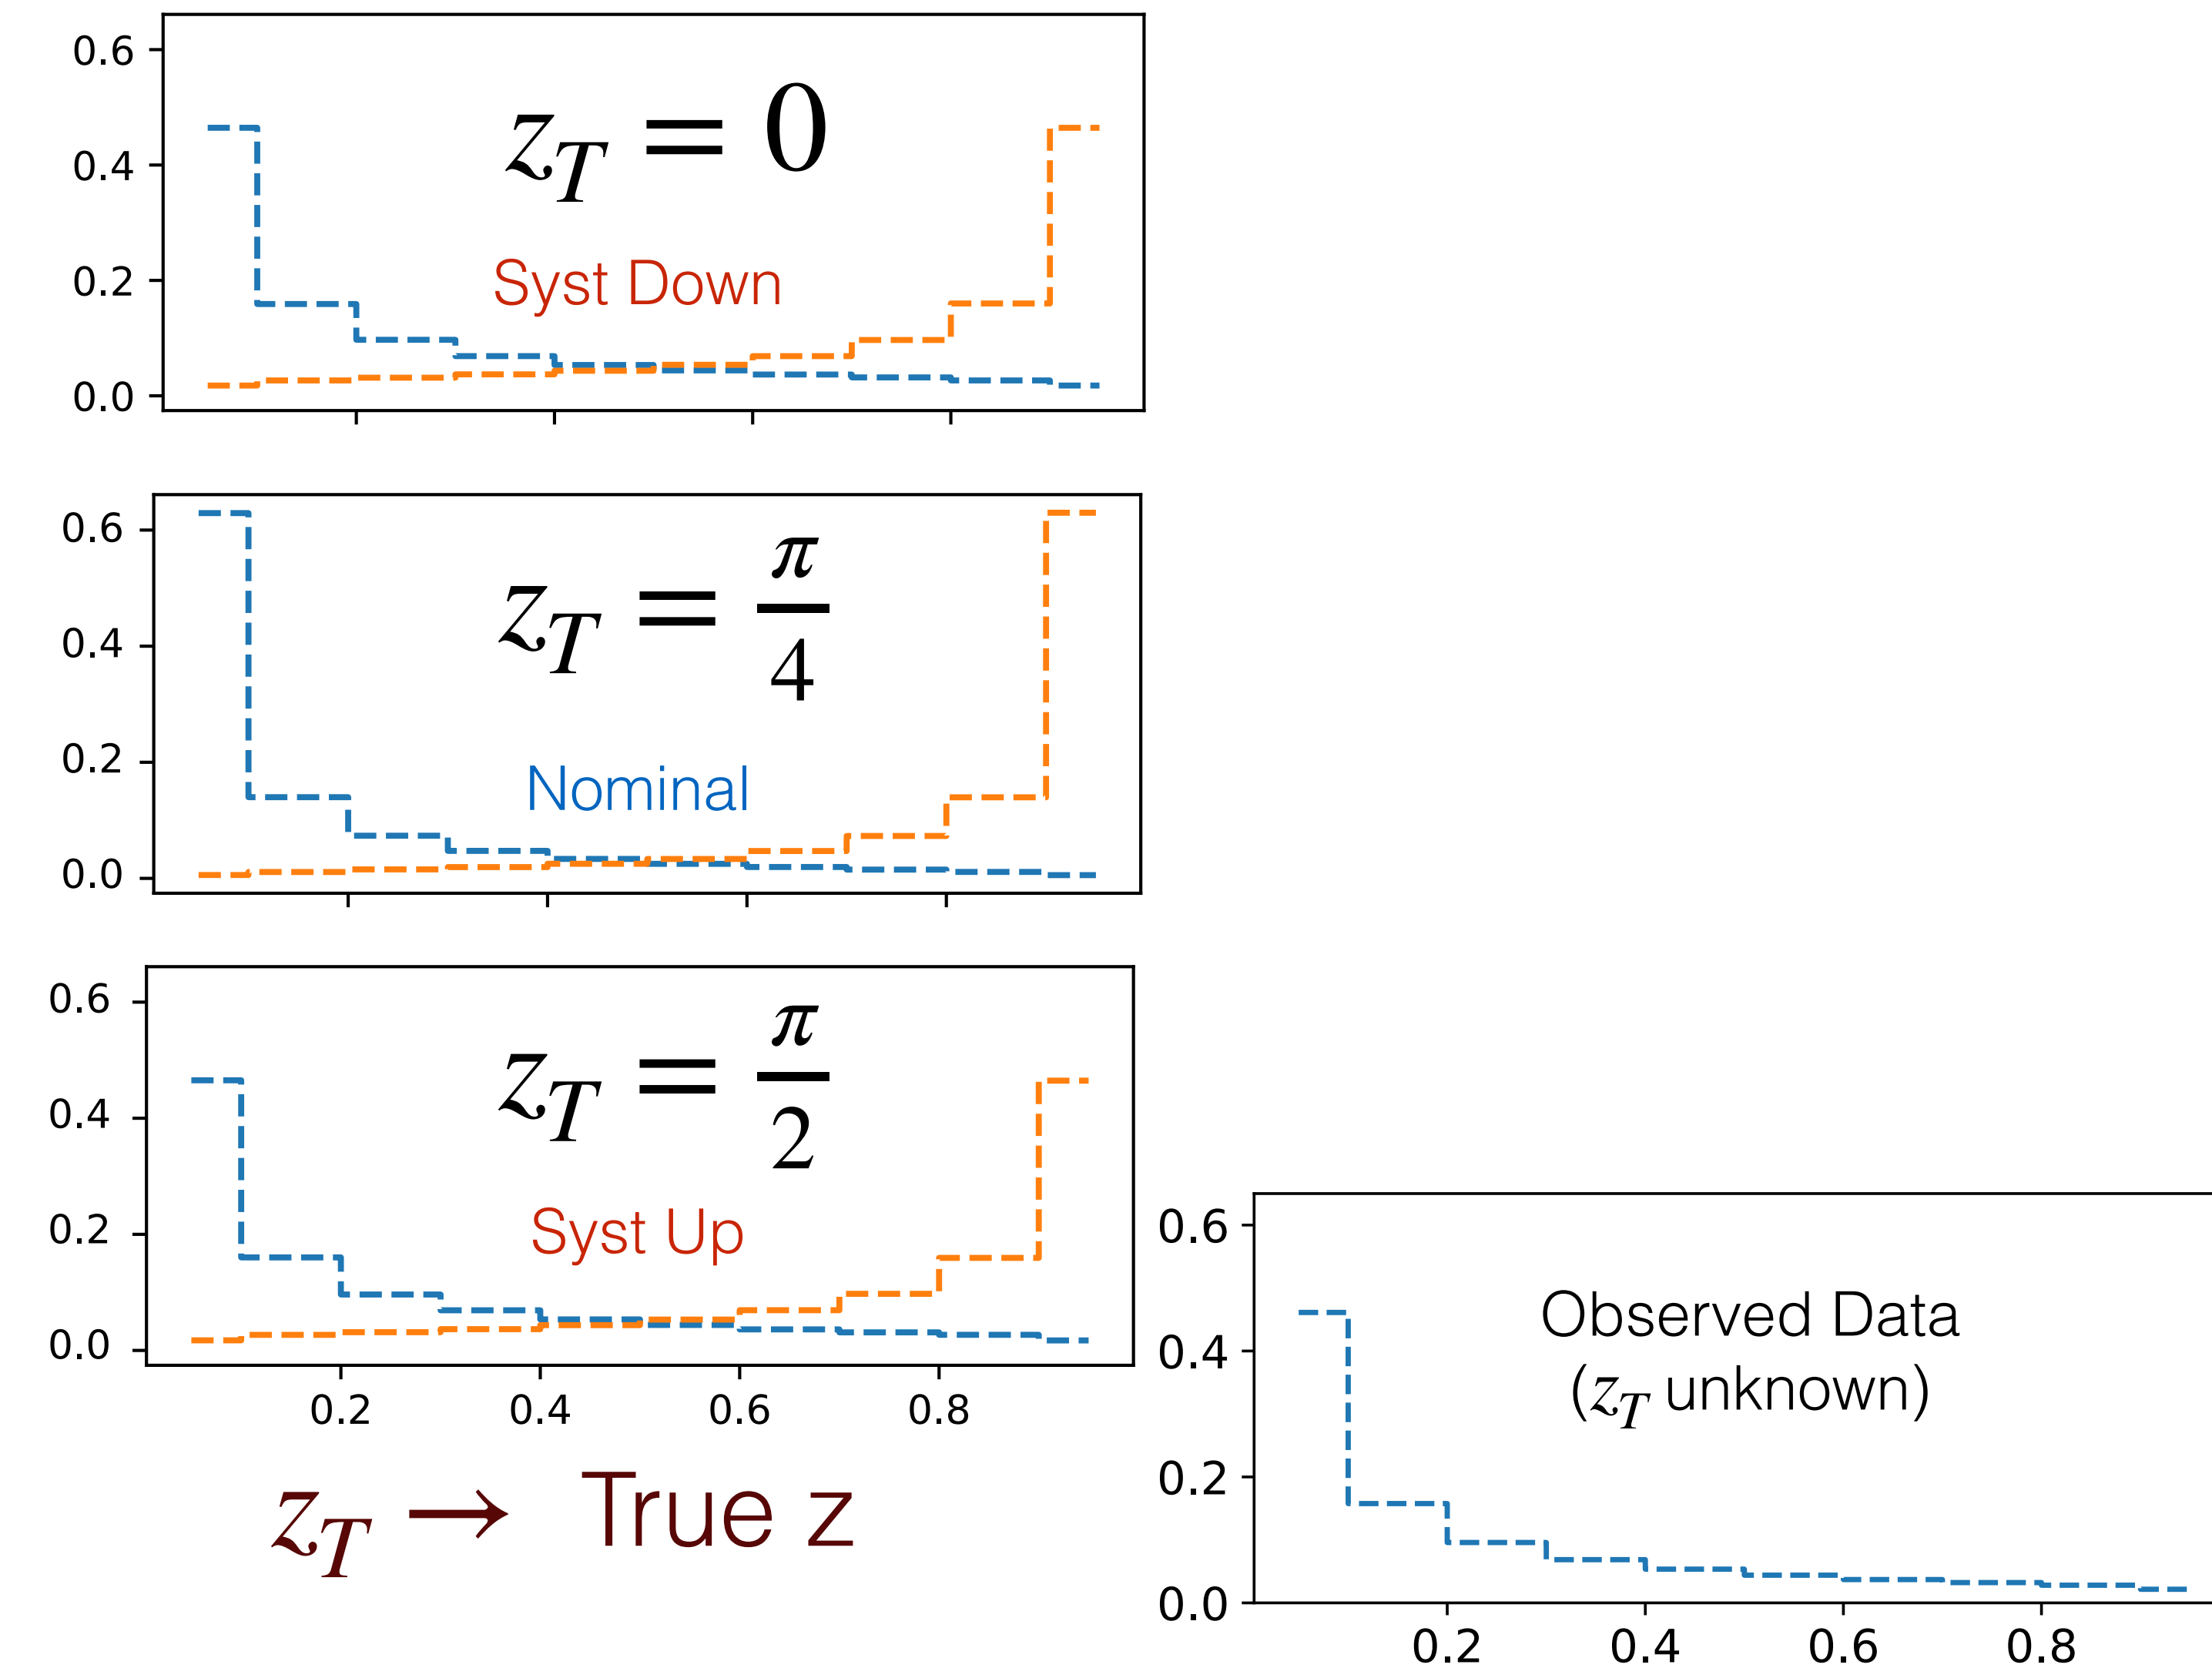 0.6
0.4
0.2
0.0
z_T = 0
Syst Down
0.6
0.4
0.2
0.0
z_T = π/4
Nominal
0.6
0.4
0.2
0.0
z_T = π/2
Syst Up
0.2 0.4 0.6 0.8
z_T → True z
0.6
0.4
0.2
0.0
Observed Data
(z_T unknown)
0.2 0.4 0.6 0.8